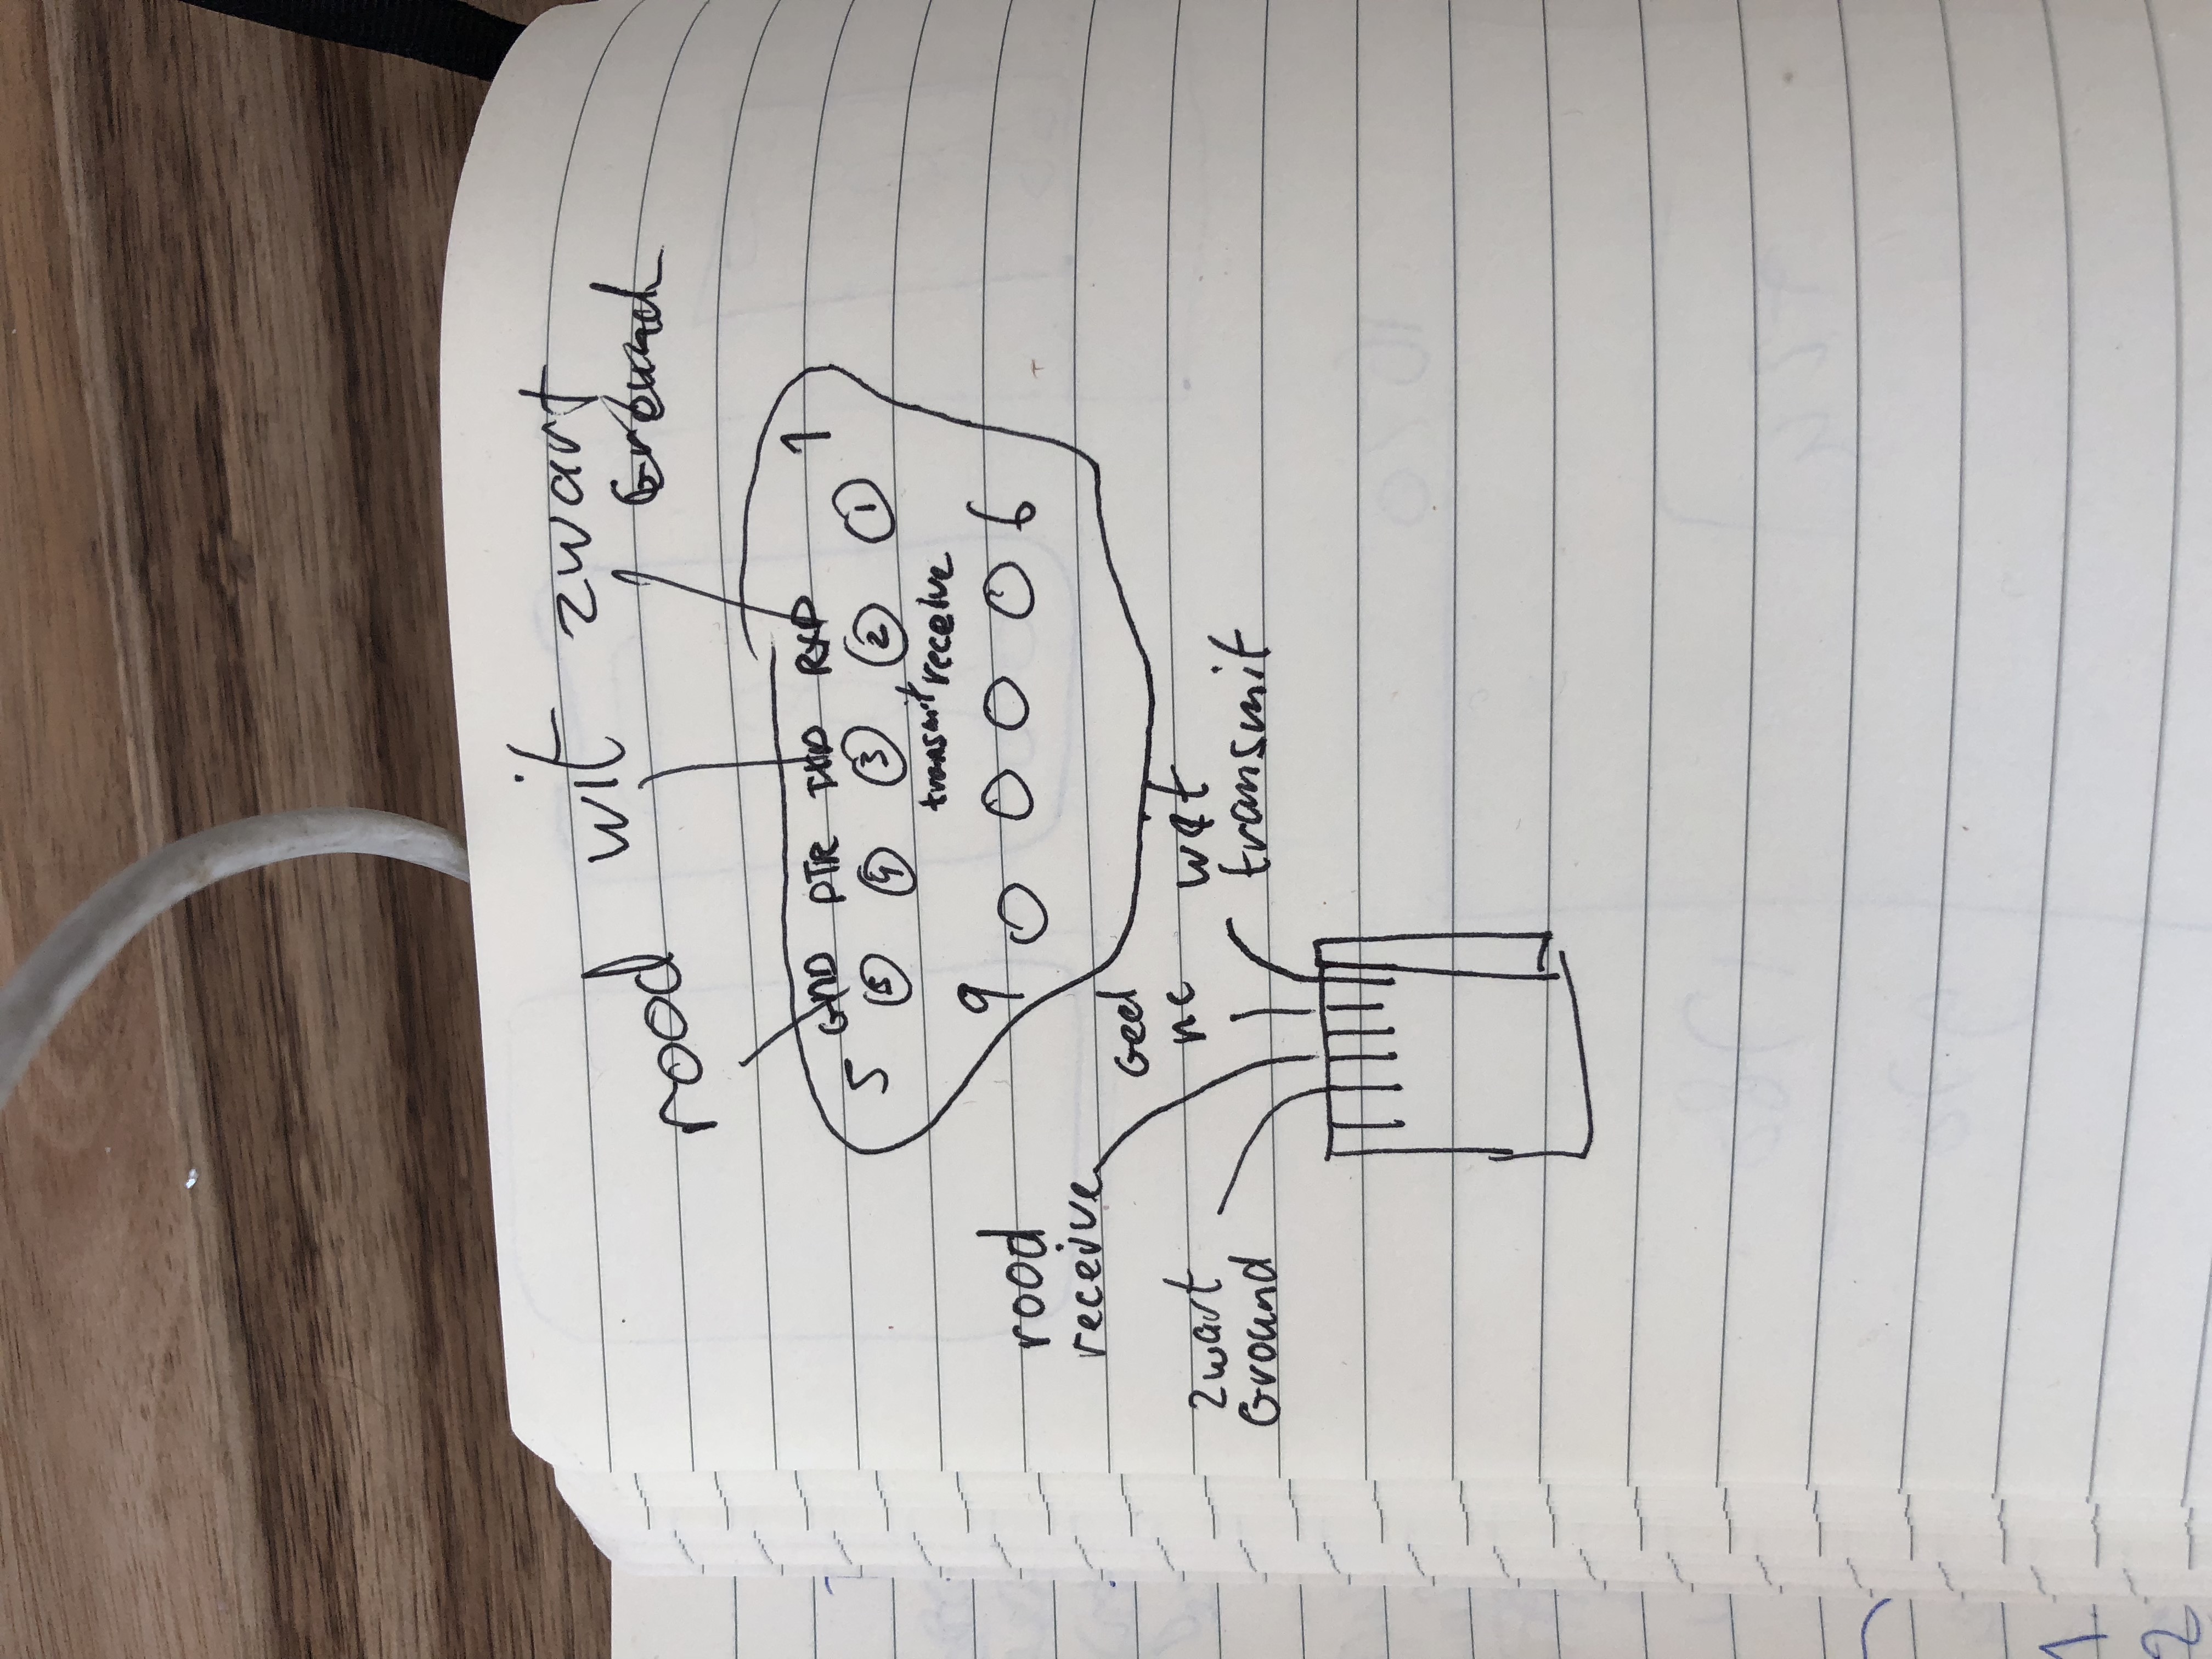 rood wit zwart
Ground
GND DTR TXD RXD 1
5 5 4 3 2 1
transmit receive
9 6
rood
receive
Geel
nc
wit
transmit
zwart
Ground
1
2